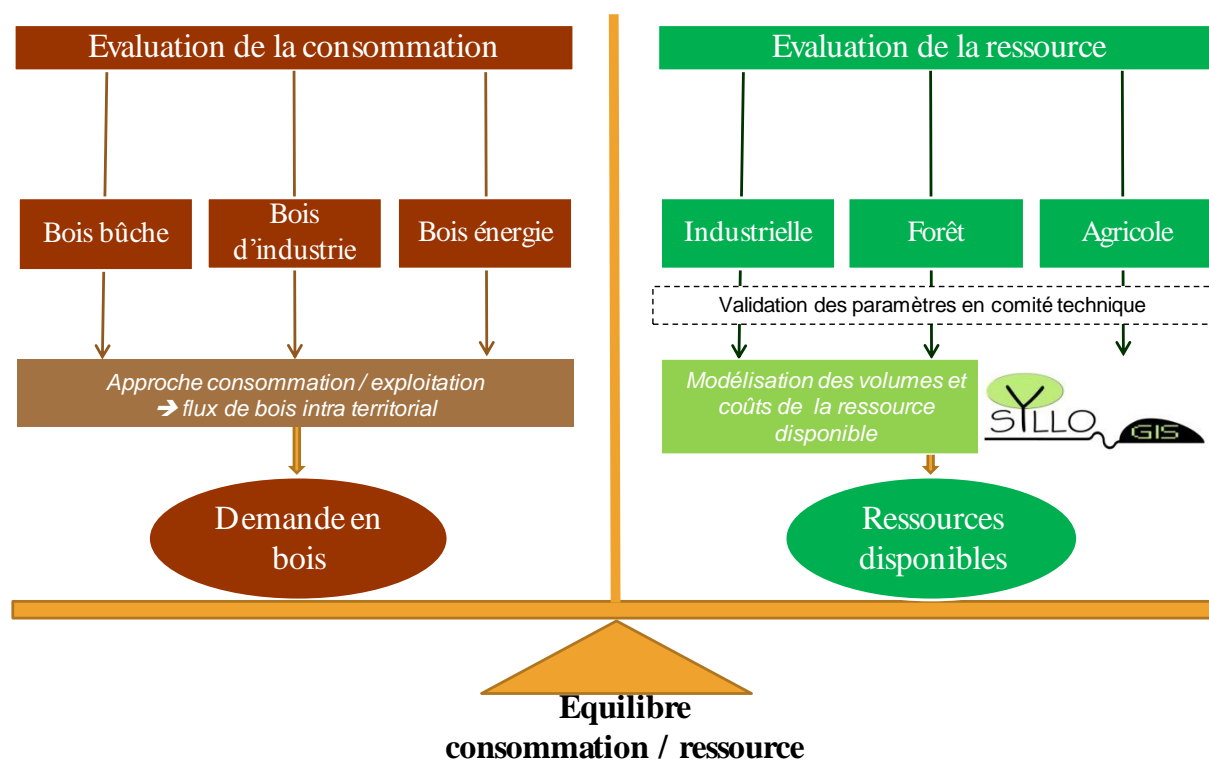 Evaluation de la consommation
Bois bûche
Bois
d'industrie
Bois énergie
Approche consommation / exploitation
➔ flux de bois intra territorial
Demande en
bois
Evaluation de la ressource
Industrielle
Forêt
Agricole
Validation des paramètres en comité technique
Modélisation des volumes et
coûts de la ressource
disponible
SYLLO
GIS
Ressources
disponibles
Equilibre
consommation / ressource